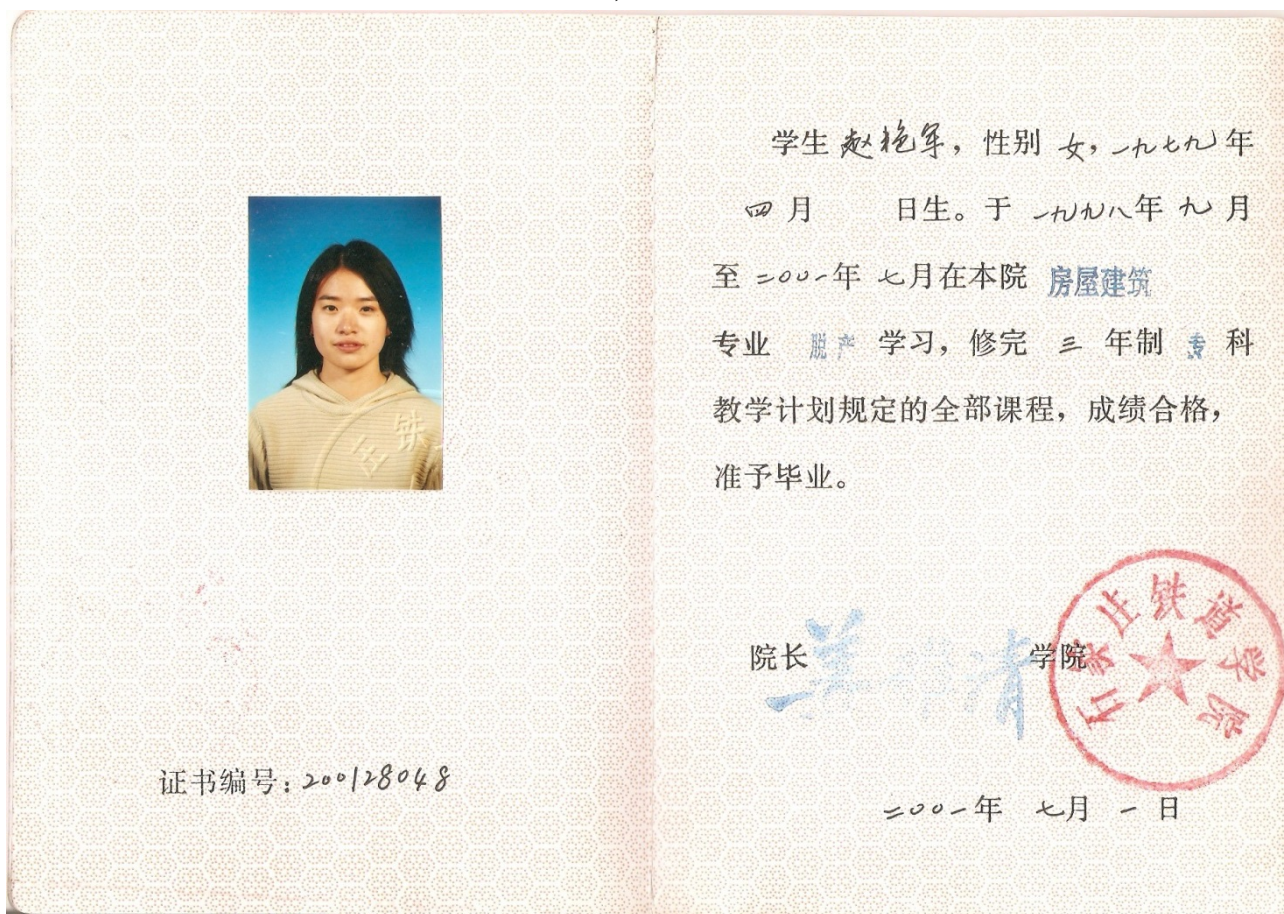 石铁
证书编号：200128048
学生 赵艳军，性别 女，一九七九年
四月 日生。于 一九九八年 九月
至 二〇〇一年 七月在本院 房屋建筑
专业 脱产 学习，修完 三 年制 专 科
教学计划规定的全部课程，成绩合格，
准予毕业。
院长 清 学院
石家庄铁道学院
二〇〇一年 七月 一日